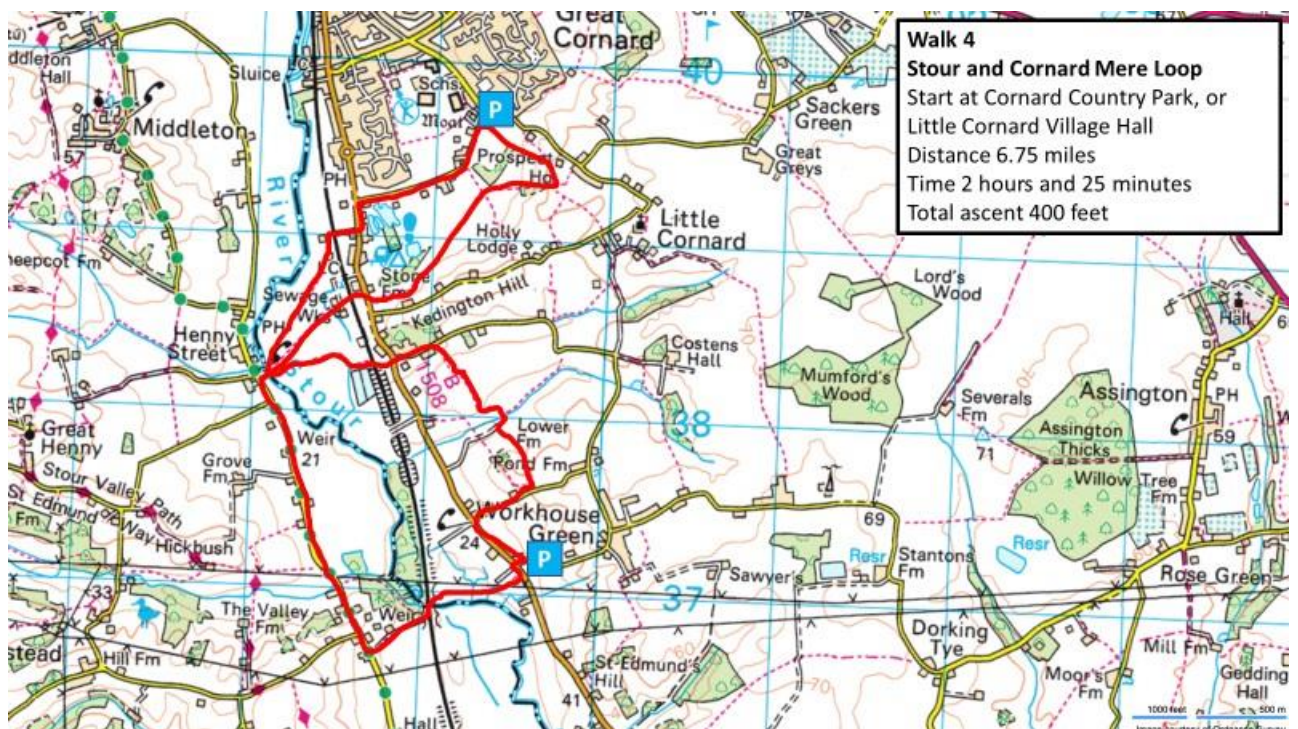 Walk 4
Stour and Cornard Mere Loop
Start at Cornard Country Park, or
Little Cornard Village Hall
Distance 6.75 miles
Time 2 hours and 25 minutes
Total ascent 400 feet
Great
Cornard
40
Sackers
Green
Great
Greys
Sluice
Schs
Moat
P
Middleton
Hall
Middleton
57
PH
Prospect
Ho
River
Holly
Lodge
Little
Cornard
Stone
Fm
Sewage
Wks
Kedington Hill
Henny
Street
PH
Stour
B
1508
Costens
Hall
Lord's
Wood
Mumford's
Wood
Severals
Fm
71
70
Assington
PH
59
Hall
Assington
Thicks
Willow Tree
Fm
38
Great
Henny
Weir
21
Grove
Fm
Lower
Fm
Pond Fm
Stour Valley Path
St Edmund
Way
Hickbush
Fm
Workhouse
Green
24
P
69
Resr
Stantons
Fm
Resr
Sawyer's
37
Rose Green
33
The Valley
Fm
Weir
Hill Fm
stead
St Edmund's
Hill
60
70
41
Hall
Dorking
Tye
Moor's
Fm
Mill Fm
Gedding
Hall
1000 feet
500 m